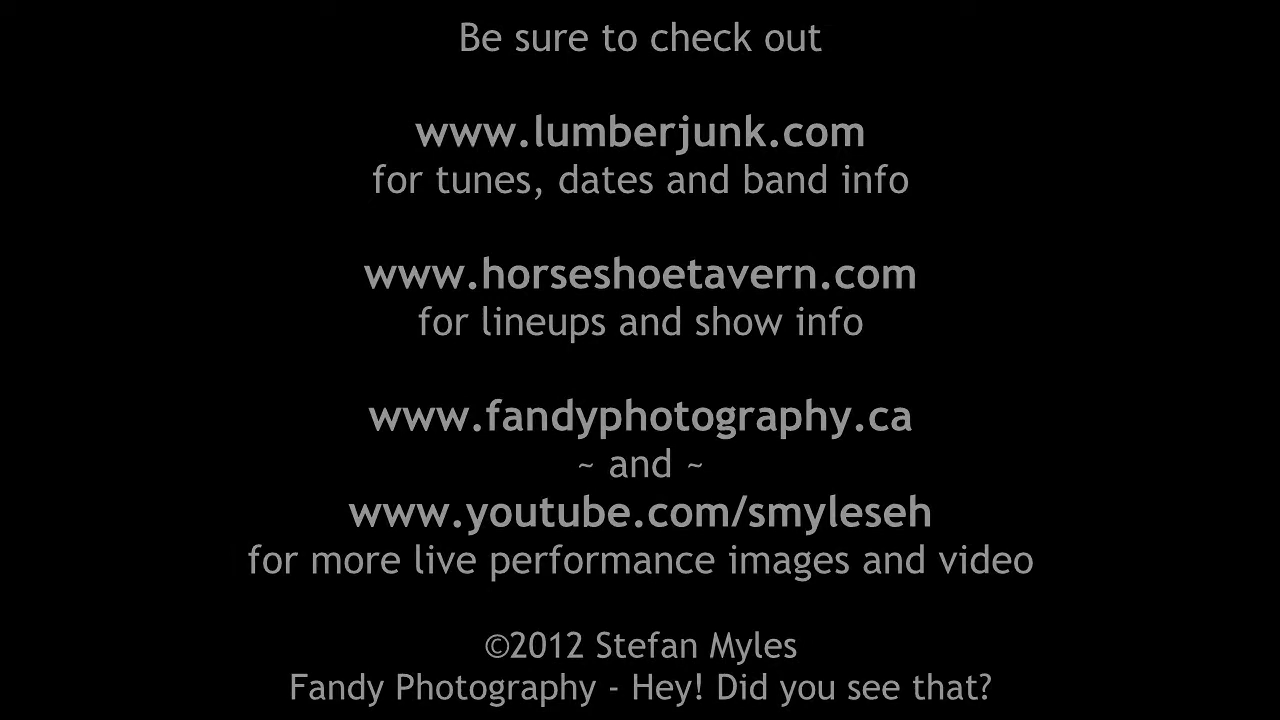 Be sure to check out
www.lumberjunk.com
for tunes, dates and band info
www.horseshoetavern.com
for lineups and show info
www.fandyphotography.ca
~ and ~
www.youtube.com/smyleseh
for more live performance images and video
©2012 Stefan Myles
Fandy Photography - Hey! Did you see that?